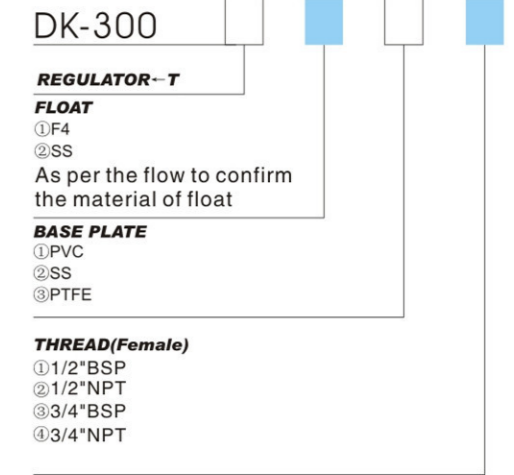 DK-300
REGULATOR←T
FLOAT
①F4
②SS
As per the flow to confirm
the material of float
BASE PLATE
①PVC
②SS
③PTFE
THREAD(Female)
①1/2"BSP
②1/2"NPT
③3/4"BSP
④3/4"NPT